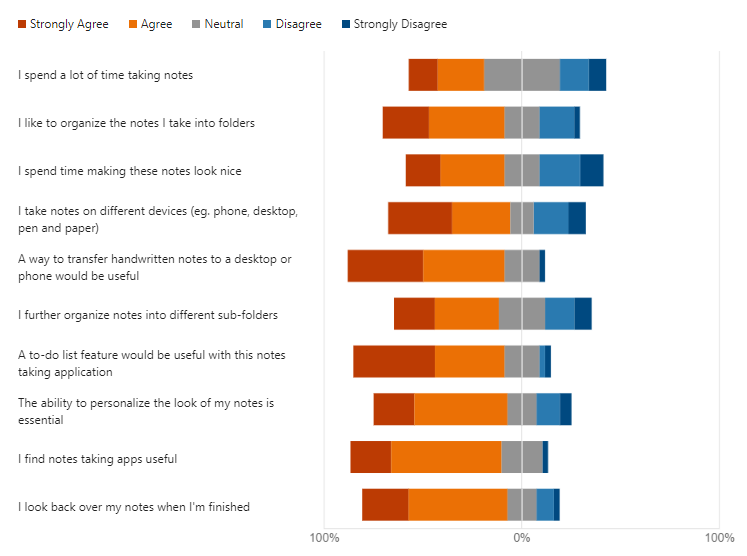 Strongly Agree Agree Neutral Disagree Strongly Disagree
I spend a lot of time taking notes
I like to organize the notes I take into folders
I spend time making these notes look nice
I take notes on different devices (eg. phone, desktop,
pen and paper)
A way to transfer handwritten notes to a desktop or
phone would be useful
I further organize notes into different sub-folders
A to-do list feature would be useful with this notes
taking application
The ability to personalize the look of my notes is
essential
I find notes taking apps useful
I look back over my notes when I'm finished
100% 0% 100%